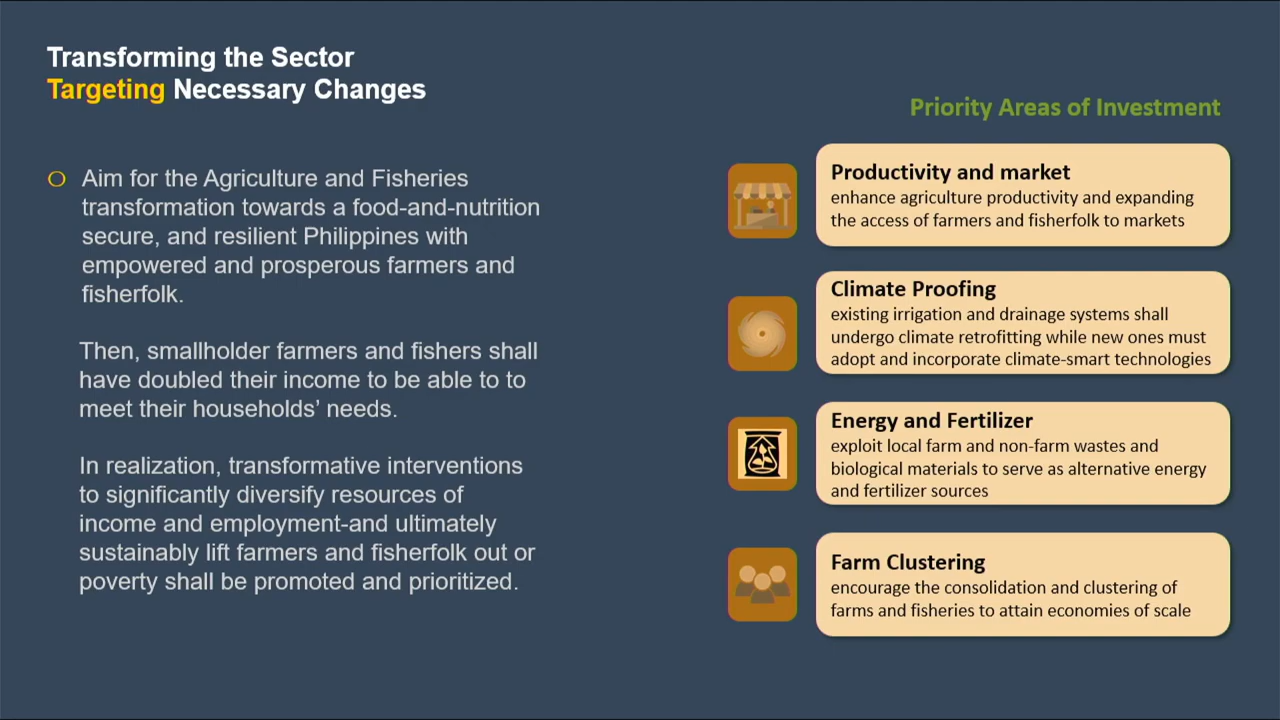 Transforming the Sector
Targeting Necessary Changes
Aim for the Agriculture and Fisheries
transformation towards a food-and-nutrition
secure, and resilient Philippines with
empowered and prosperous farmers and
fisherfolk.
Then, smallholder farmers and fishers shall
have doubled their income to be able to to
meet their households’ needs.
In realization, transformative interventions
to significantly diversify resources of
income and employment-and ultimately
sustainably lift farmers and fisherfolk out or
poverty shall be promoted and prioritized.
Priority Areas of Investment
Productivity and market
enhance agriculture productivity and expanding
the access of farmers and fisherfolk to markets
Climate Proofing
existing irrigation and drainage systems shall
undergo climate retrofitting while new ones must
adopt and incorporate climate-smart technologies
Energy and Fertilizer
exploit local farm and non-farm wastes and
biological materials to serve as alternative energy
and fertilizer sources
Farm Clustering
encourage the consolidation and clustering of
farms and fisheries to attain economies of scale